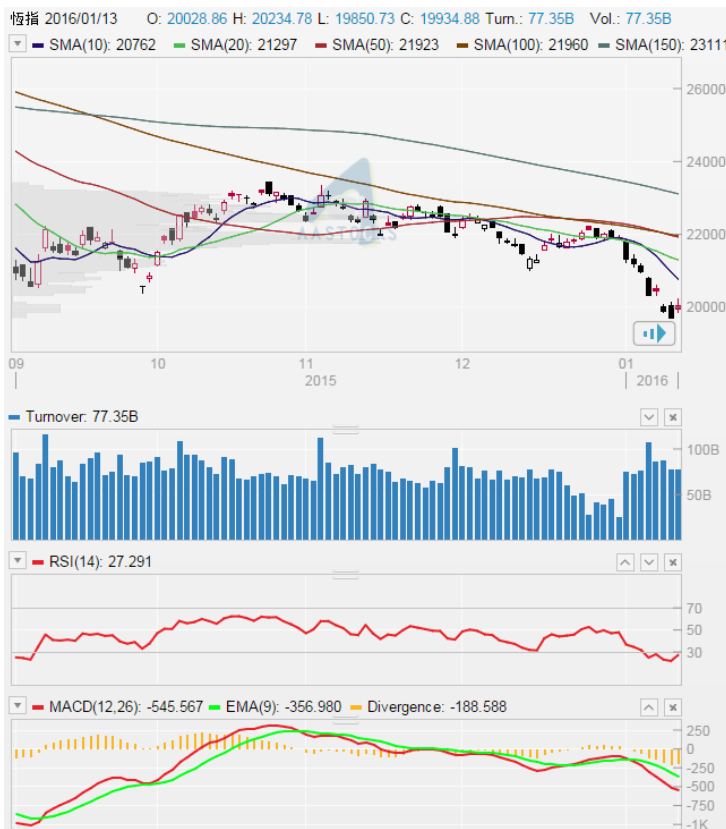 恆指 2016/01/13 O: 20028.86 H: 20234.78 L: 19850.73 C: 19934.88 Turn.: 77.35B Vol.: 77.35B
SMA(10): 20762 SMA(20): 21297 SMA(50): 21923 SMA(100): 21960 SMA(150): 23111
26000
24000
22000
20000
AASTOCKS
09 10 11 12 01
2015 2016
Turnover: 77.35B
100B
50B
RSI(14): 27.291
70
50
30
MACD(12,26): -545.567 EMA(9): -356.980 Divergence: -188.588
250
0
-250
-500
-750
-1K